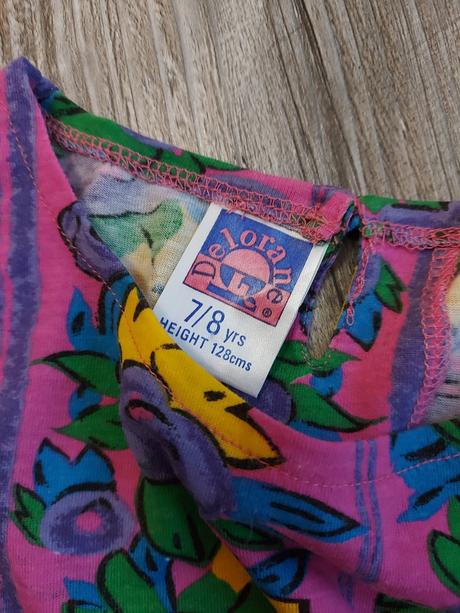 Delorane
®
7/8 yrs
HEIGHT 128cms